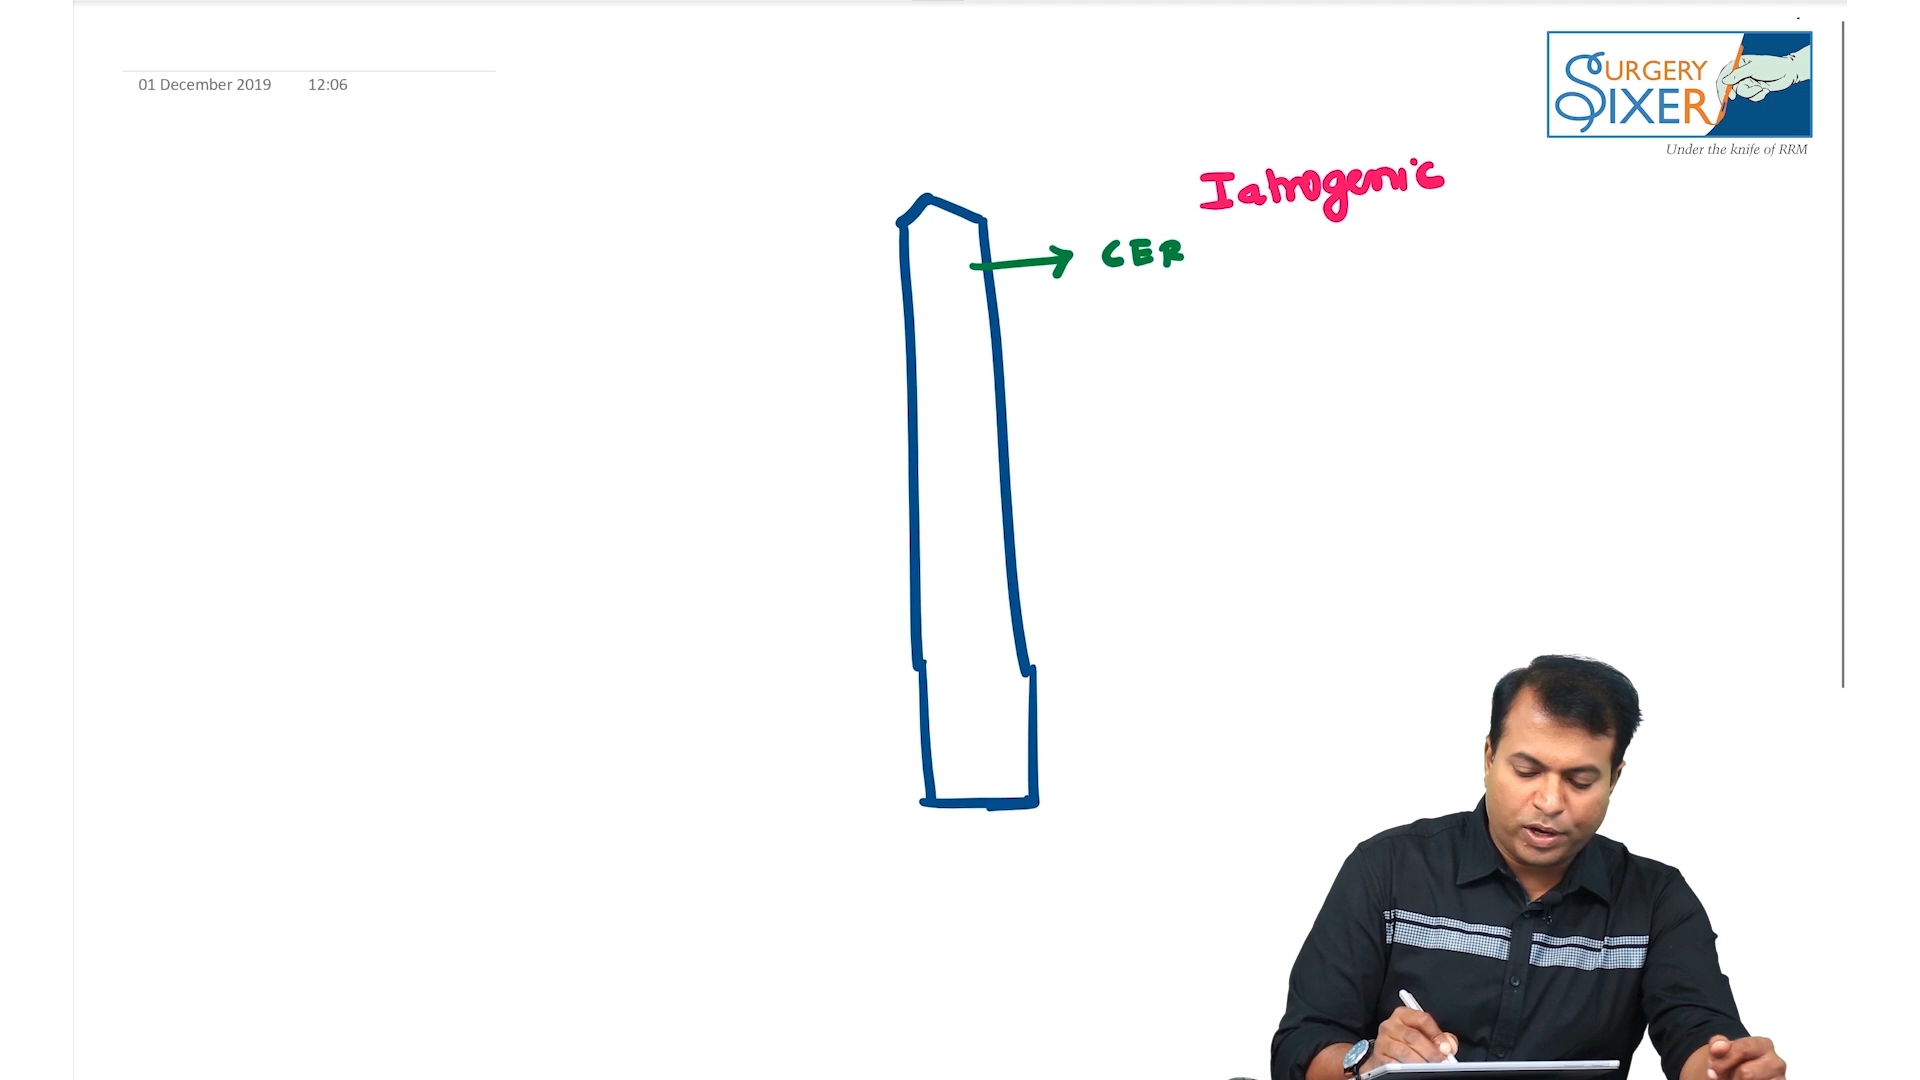 01 December 2019 12:06
SURGERY
SIXER
Under the knife of RRM
Iatrogenic
CER